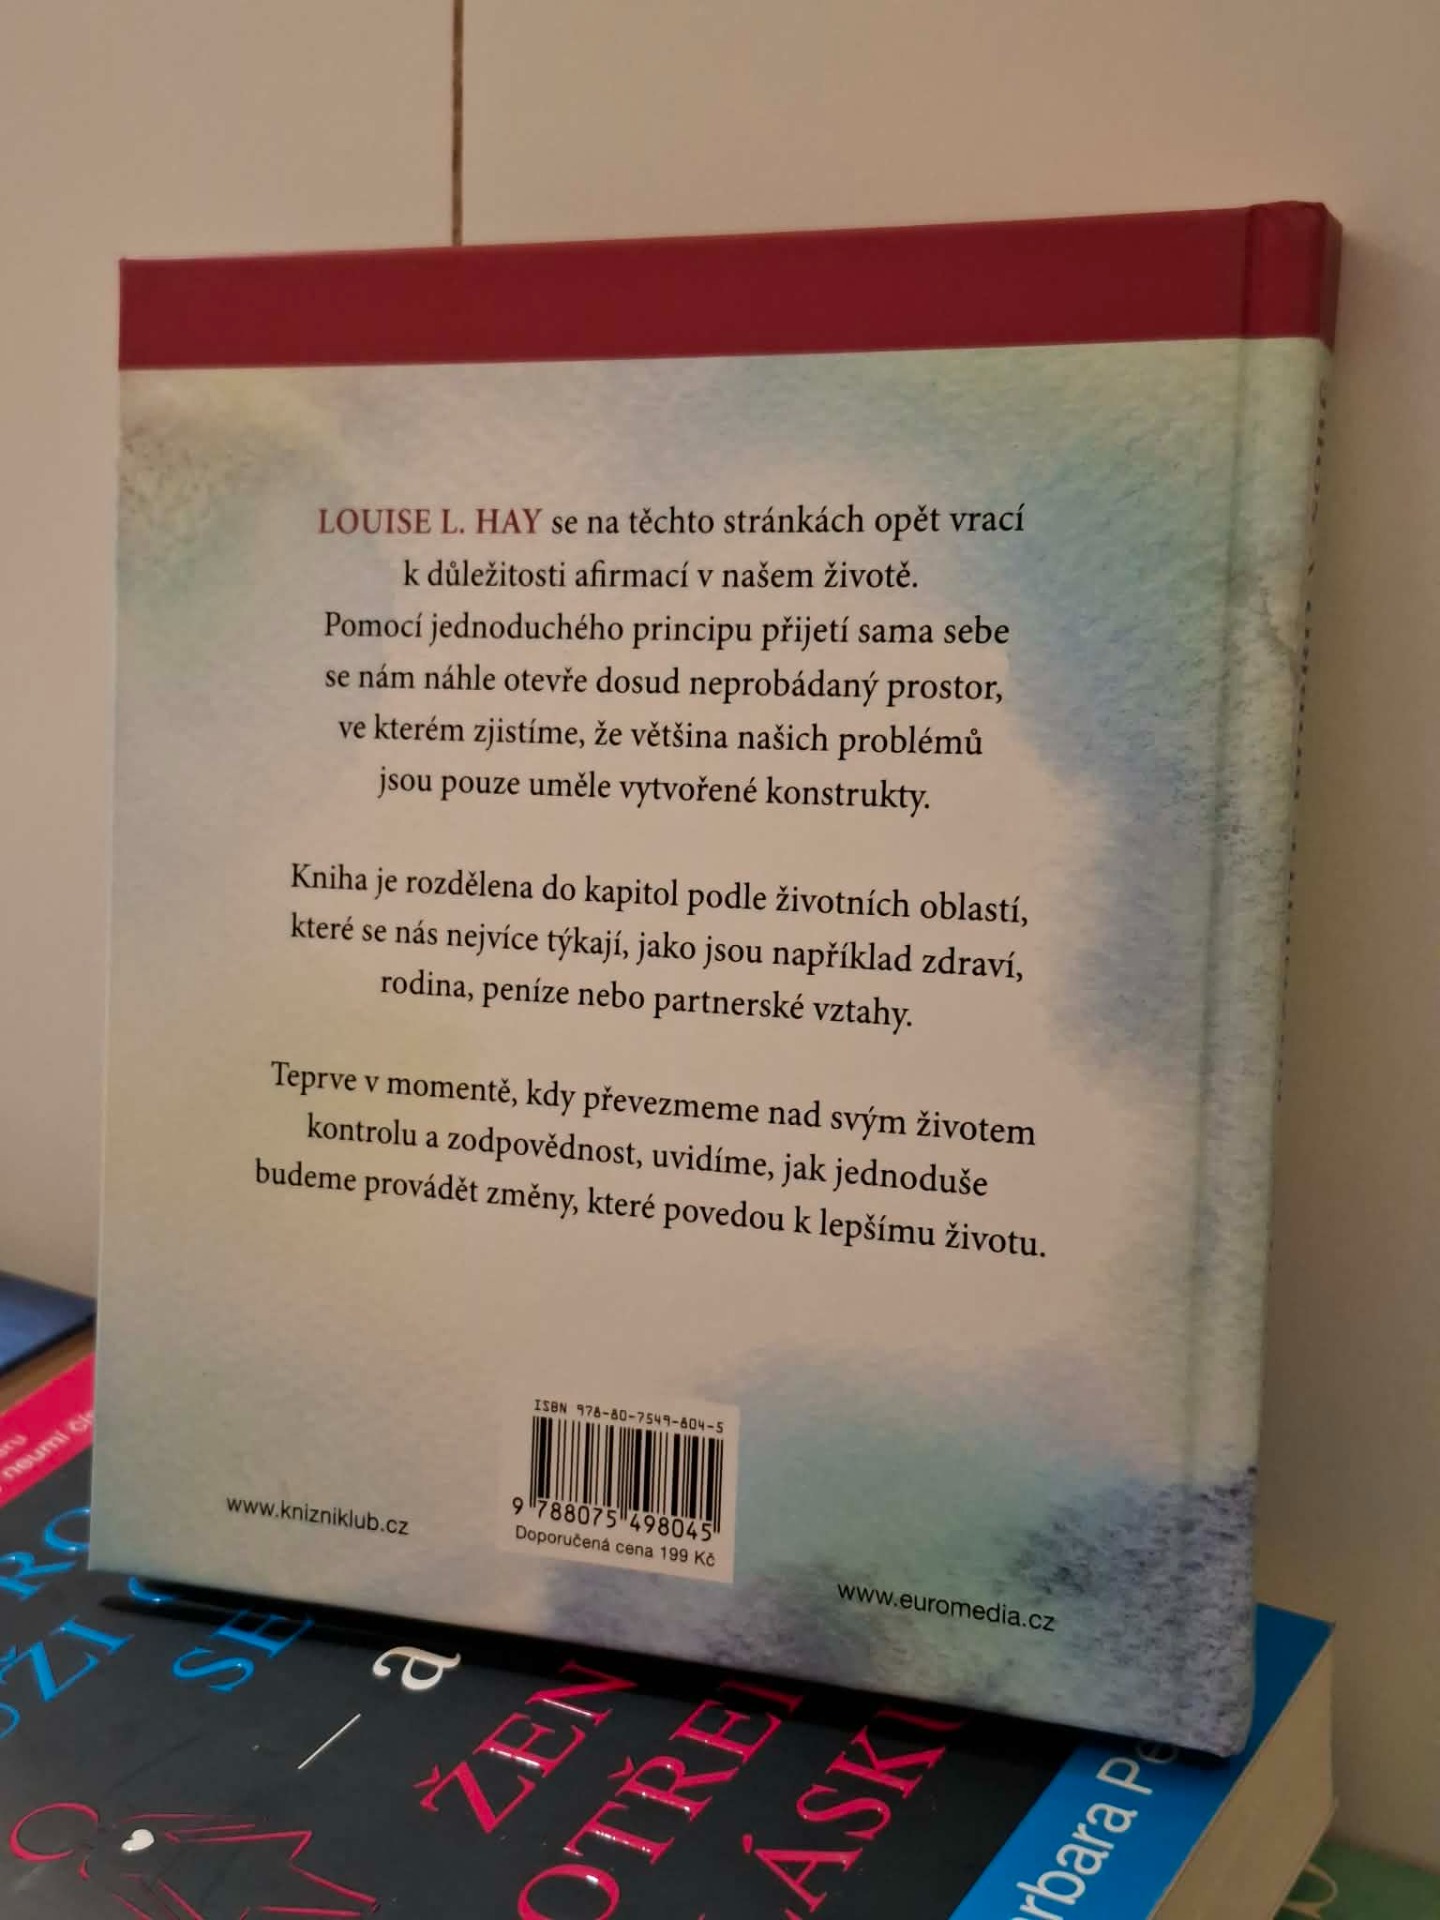 LOUISE L. HAY se na těchto stránkách opět vrací
k důležitosti afirmací v našem životě.
Pomocí jednoduchého principu přijetí sama sebe
se nám náhle otevře dosud neprobádaný prostor,
ve kterém zjistíme, že většina našich problémů
jsou pouze uměle vytvořené konstrukty.
Kniha je rozdělena do kapitol podle životních oblastí,
které se nás nejvíce týkají, jako jsou například zdraví,
rodina, peníze nebo partnerské vztahy.
Teprve v momentě, kdy převezmeme nad svým životem
kontrolu a zodpovědnost, uvidíme, jak jednoduše
budeme provádět změny, které povedou k lepšímu životu.
ISBN 978-80-7549-804-5
9 788075 498045
Doporučená cena 199 Kč
www.knizniklub.cz
www.euromedia.cz
neumí
SE
a